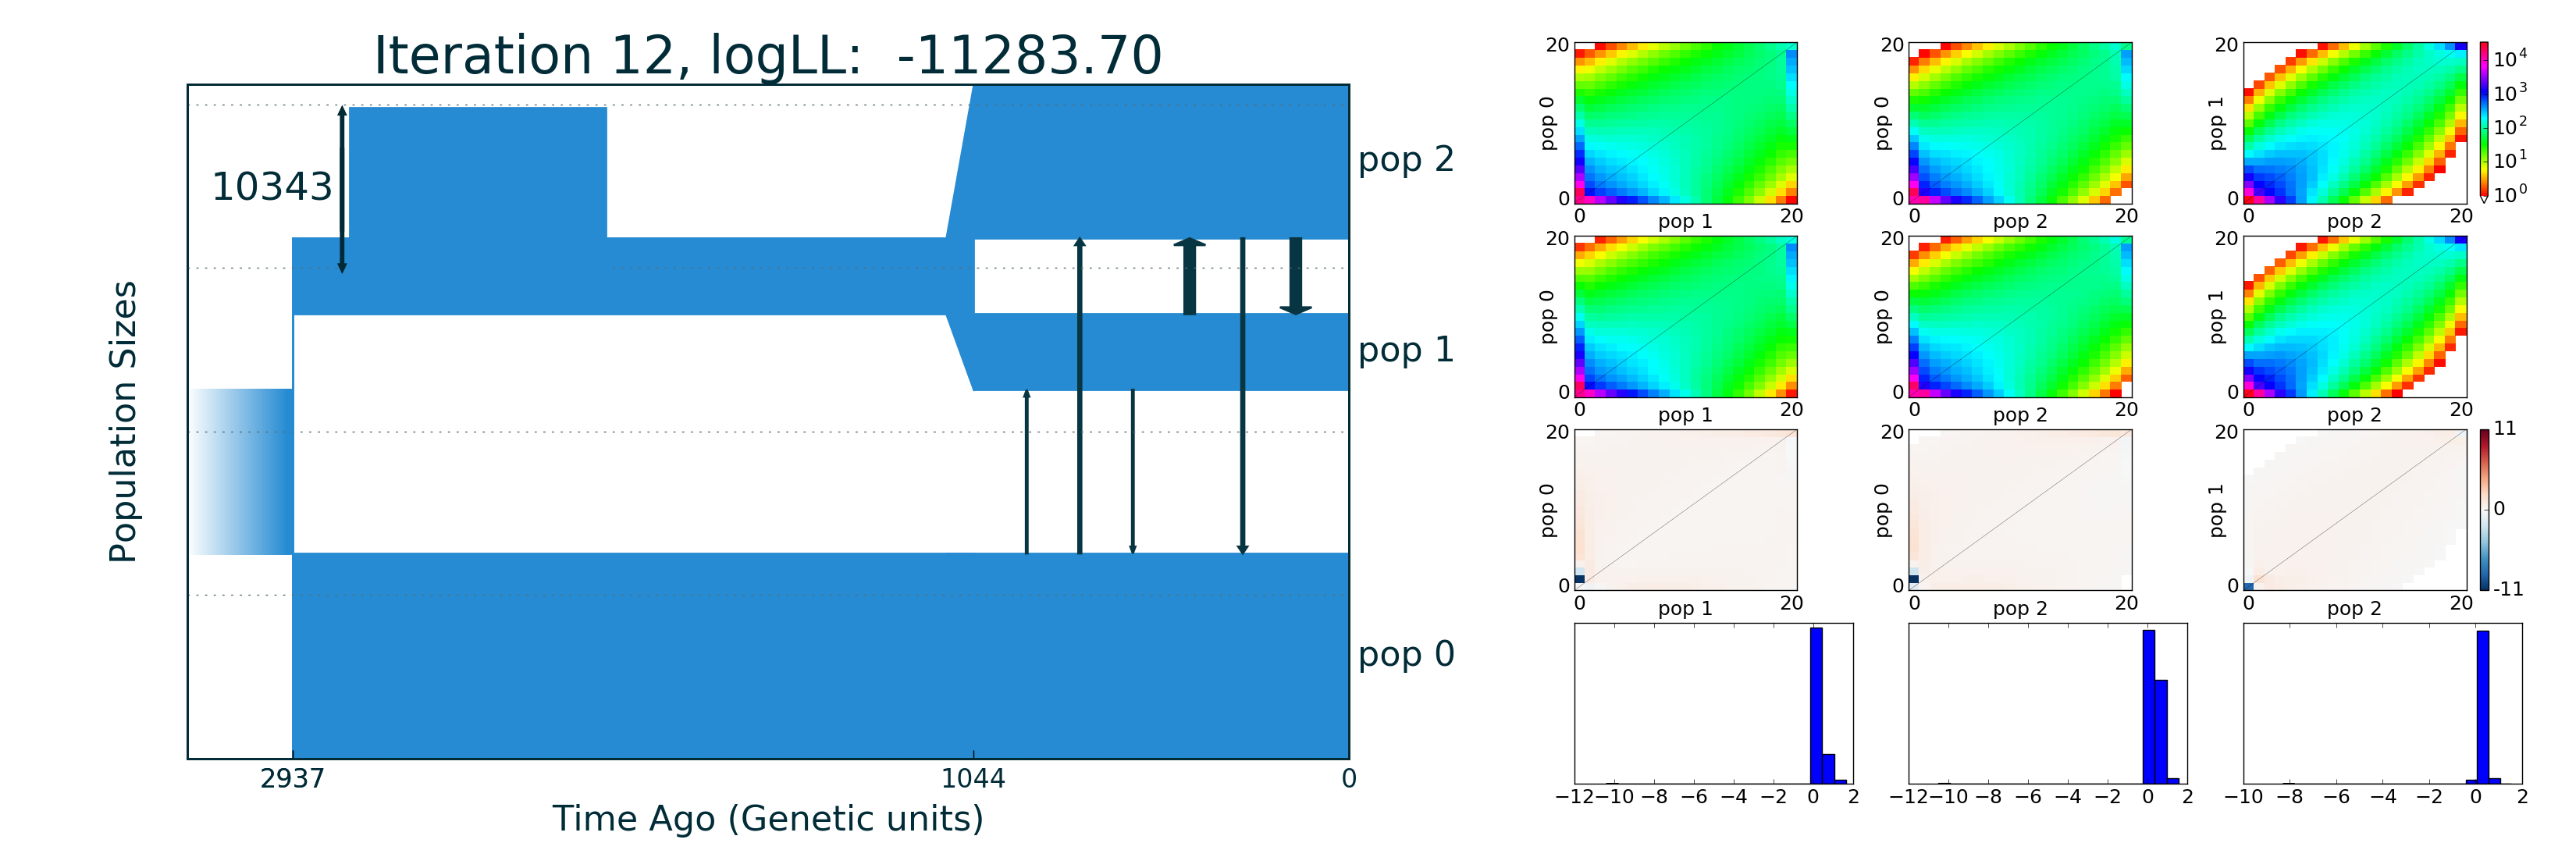 Iteration 12, logLL:  -11283.70
Population Sizes
10343
pop 2
pop 1
pop 0
2937 1044 0
Time Ago (Genetic units)
20 20 20
pop 0 pop 0 pop 1
0 0 0
0 20 0 20 0 20
pop 1 pop 2 pop 2
10^4
10^3
10^2
10^1
10^0
20 20 20
pop 0 pop 0 pop 1
0 0 0
0 20 0 20 0 20
pop 1 pop 2 pop 2
20 20 20
pop 0 pop 0 pop 1
0 0 0
0 20 0 20 0 20
pop 1 pop 2 pop 2
11
0
-11
−12 −10 −8 −6 −4 −2 0 2
−12 −10 −8 −6 −4 −2 0 2
−10 −8 −6 −4 −2 0 2